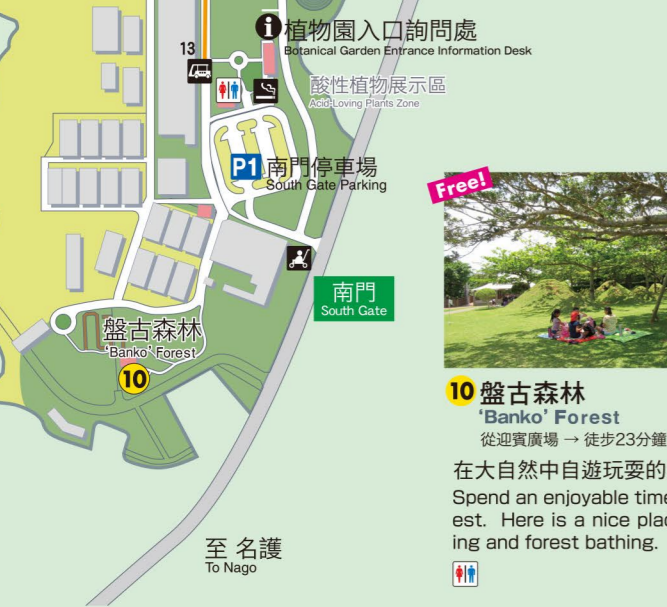 植物園入口詢問處
Botanical Garden Entrance Information Desk
13
酸性植物展示區
Acid-Loving Plants Zone
P1 南門停車場
South Gate Parking
南門
South Gate
盤古森林
'Banko' Forest
10
至 名護
To Nago
Free!
10 盤古森林
'Banko' Forest
從迎賓廣場 → 徒步23分鐘
在大自然中自遊玩耍的
Spend an enjoyable time
est. Here is a nice plac
ing and forest bathing.